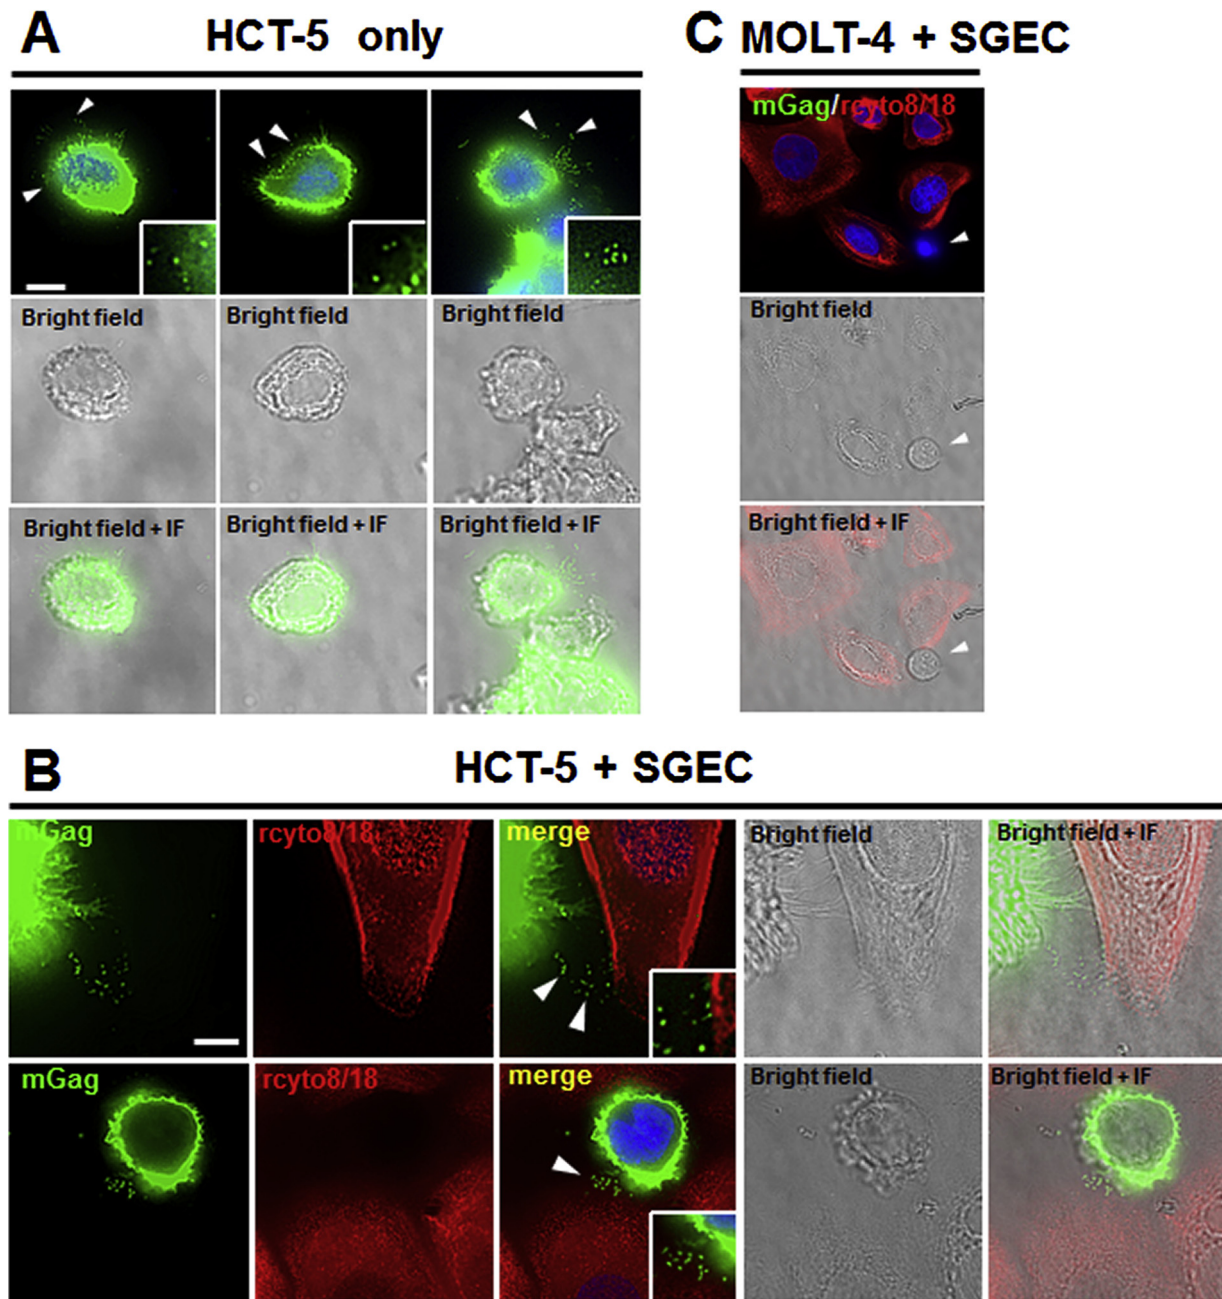 A HCT-5 only
Bright field Bright field Bright field
Bright field + IF Bright field + IF Bright field + IF
C MOLT-4 + SGEC
mGag/rcyto8/18
Bright field
Bright field + IF
B HCT-5 + SGEC
mGag rcyto8/18 merge Bright field Bright field + IF
mGag rcyto8/18 merge Bright field Bright field + IF